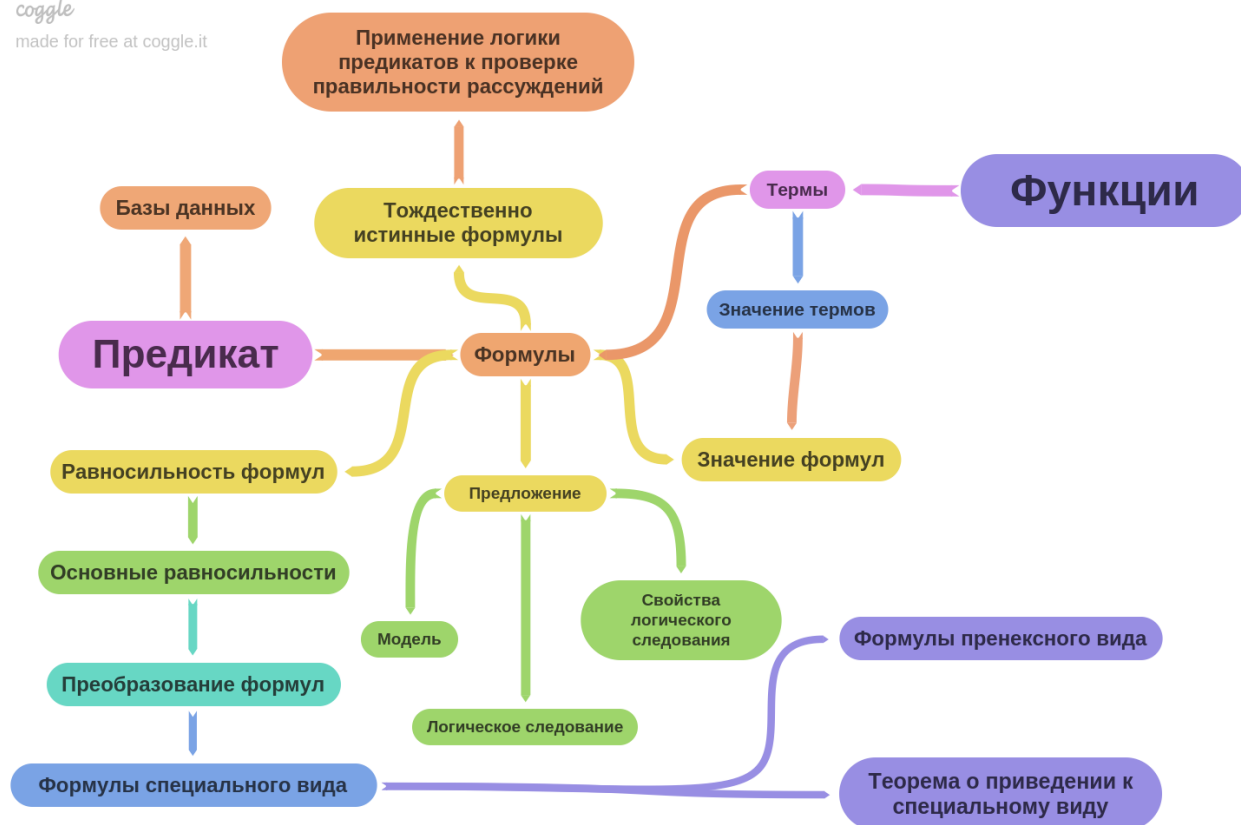 coggle
made for free at coggle.it
Применение логики
предикатов к проверке
правильности рассуждений
Базы данных
Тождественно
истинные формулы
Термы
Функции
Значение термов
Предикат
Формулы
Равносильность формул
Значение формул
Предложение
Основные равносильности
Модель
Свойства
логического
следования
Формулы пренексного вида
Преобразование формул
Логическое следование
Формулы специального вида
Теорема о приведении к
специальному виду